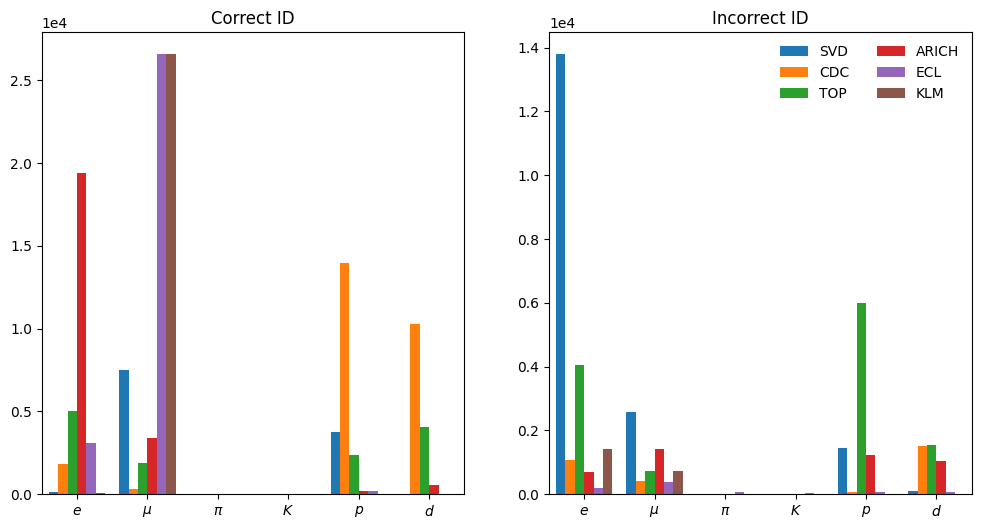 Correct ID
1e4
2.5
2.0
1.5
1.0
0.5
0.0
e μ π K p d
Incorrect ID
1e4
1.4
1.2
1.0
0.8
0.6
0.4
0.2
0.0
e μ π K p d
SVD ARICH
CDC ECL
TOP KLM